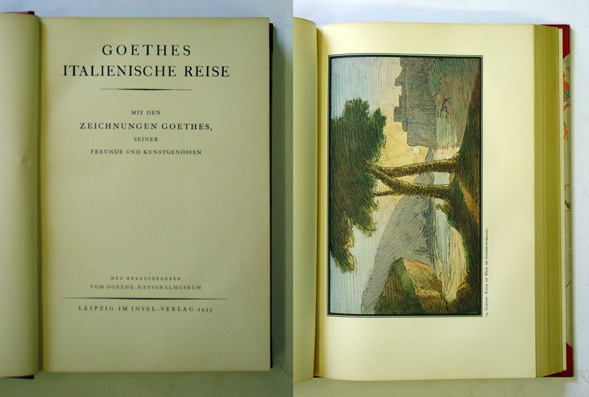 GOETHES
ITALIENISCHE REISE
MIT DEN
ZEICHNUNGEN GOETHES,
SEINER
FREUNDE UND KUNSTGENOSSEN
NEU HERAUSGEGEBEN
VOM GOETHE-NATIONALMUSEUM
LEIPZIG · IM INSEL-VERLAG 1925